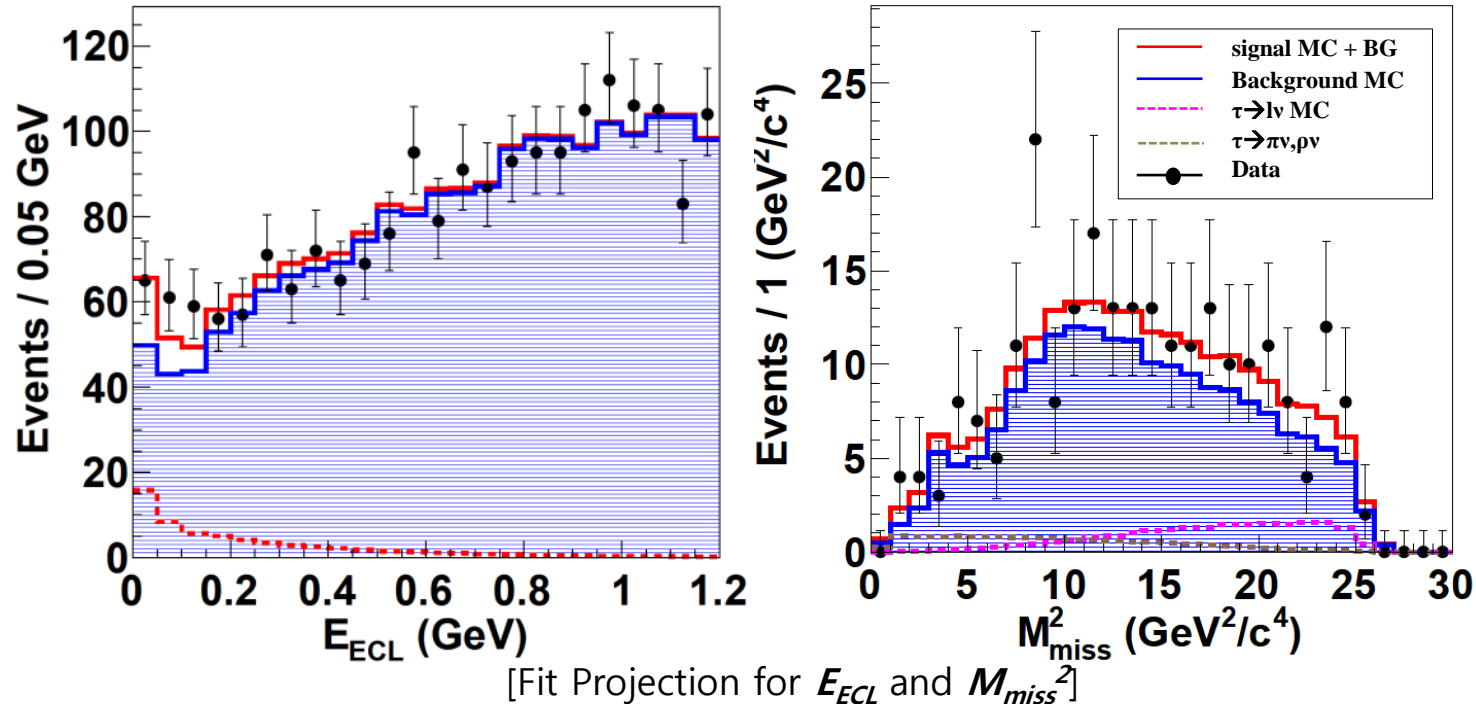 Events / 0.05 GeV
120
100
80
60
40
20
0
0 0.2 0.4 0.6 0.8 1 1.2
E_ECL (GeV)
Events / 1 (GeV²/c⁴)
25
20
15
10
5
0
0 5 10 15 20 25 30
M²_miss (GeV²/c⁴)
signal MC + BG
Background MC
τ→lν MC
τ→πν,ρν
Data
[Fit Projection for E_ECL and M_miss²]